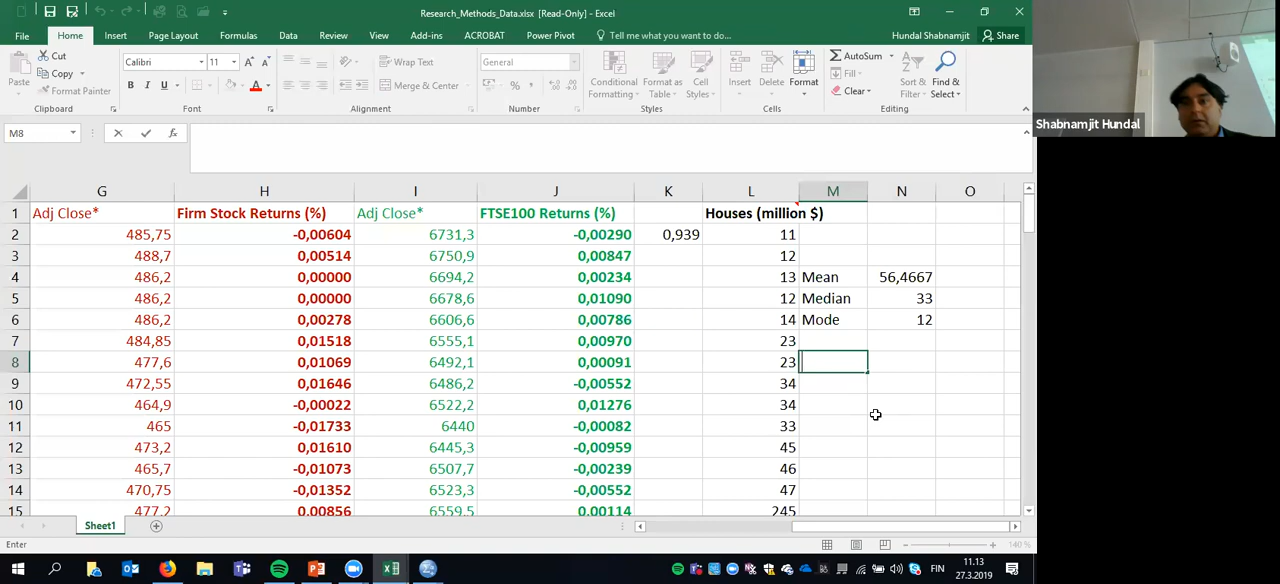 Research_Methods_Data.xlsx [Read-Only] - Excel
File Home Insert Page Layout Formulas Data Review View Add-ins ACROBAT Power Pivot Tell me what you want to do... Hundal Shabnamjit Share
Paste Cut Copy Format Painter
Calibri 11
B I U A
Wrap Text
Merge & Center
General
%
Conditional Formatting Format as Table Cell Styles
Insert Delete Format
AutoSum Fill Clear
Sort & Filter Find & Select
Clipboard Font Alignment Number Styles Cells Editing
Shabnamjit Hundal
M8 fx
G H I J K L M N O
1 Adj Close* Firm Stock Returns (%) Adj Close* FTSE100 Returns (%) Houses (million $)
2 485,75 -0,00604 6731,3 -0,00290 0,939 11
3 488,7 0,00514 6750,9 0,00847 12
4 486,2 0,00000 6694,2 0,00234 13 Mean 56,4667
5 486,2 0,00000 6678,6 0,01090 12 Median 33
6 486,2 0,00278 6606,6 0,00786 14 Mode 12
7 484,85 0,01518 6555,1 0,00970 23
8 477,6 0,01069 6492,1 0,00091 23
9 472,55 0,01646 6486,2 -0,00552 34
10 464,9 -0,00022 6522,2 0,01276 34
11 465 -0,01733 6440 -0,00082 33
12 473,2 0,01610 6445,3 -0,00959 45
13 465,7 -0,01073 6507,7 -0,00239 46
14 470,75 -0,01352 6523,3 -0,00552 47
15 477,2 0,00856 6559,5 0,00114 245
Sheet1
Enter 140 %
FIN 11.13
27.3.2019